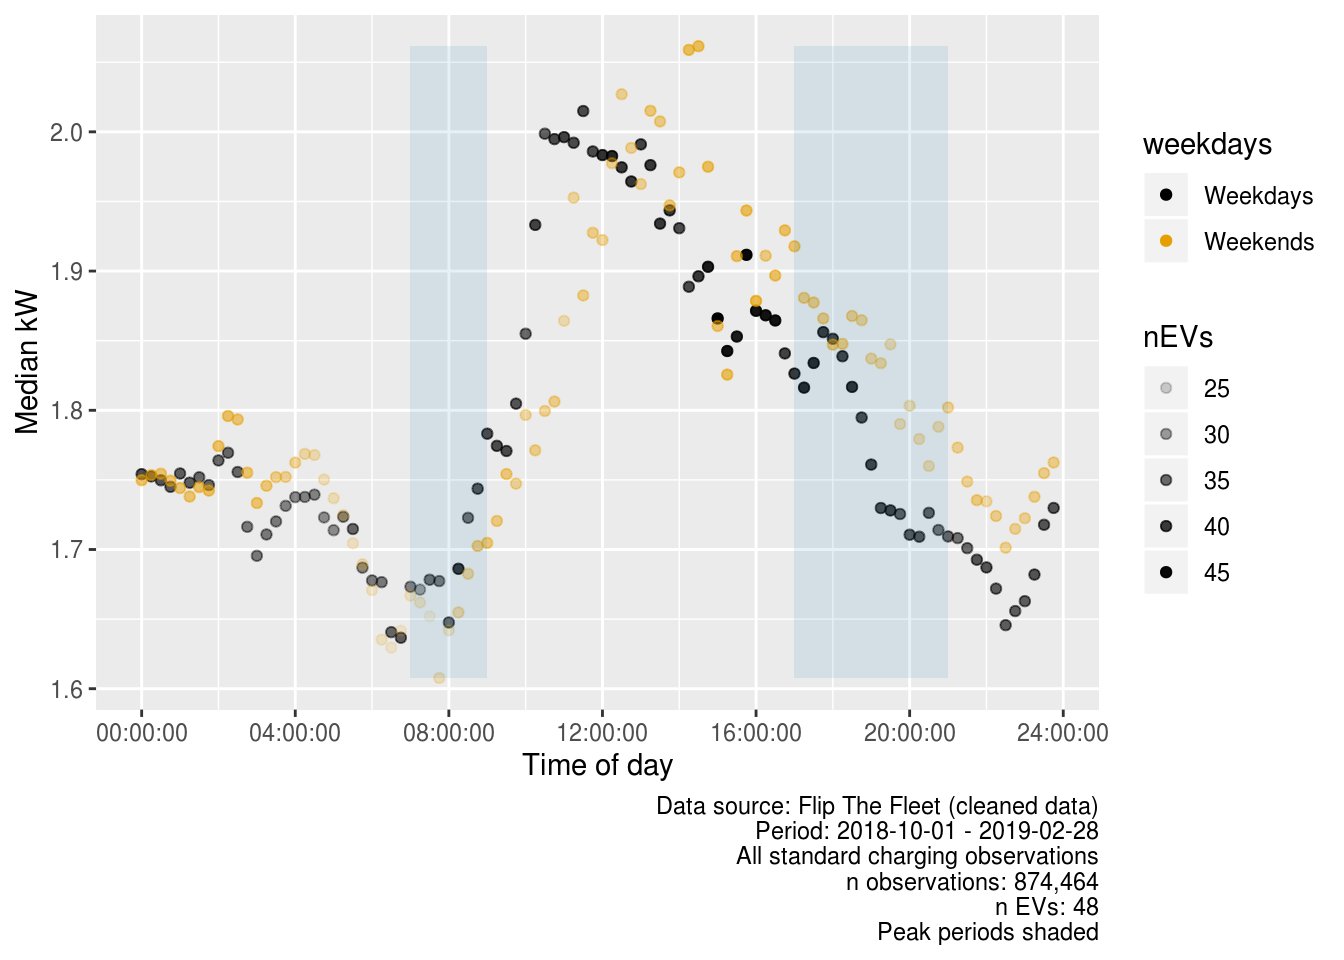 2.0
1.9
1.8
1.7
1.6
Median kW
00:00:00 04:00:00 08:00:00 12:00:00 16:00:00 20:00:00 24:00:00
Time of day
weekdays
Weekdays
Weekends
nEVs
25
30
35
40
45
Data source: Flip The Fleet (cleaned data)
Period: 2018-10-01 - 2019-02-28
All standard charging observations
n observations: 874,464
n EVs: 48
Peak periods shaded